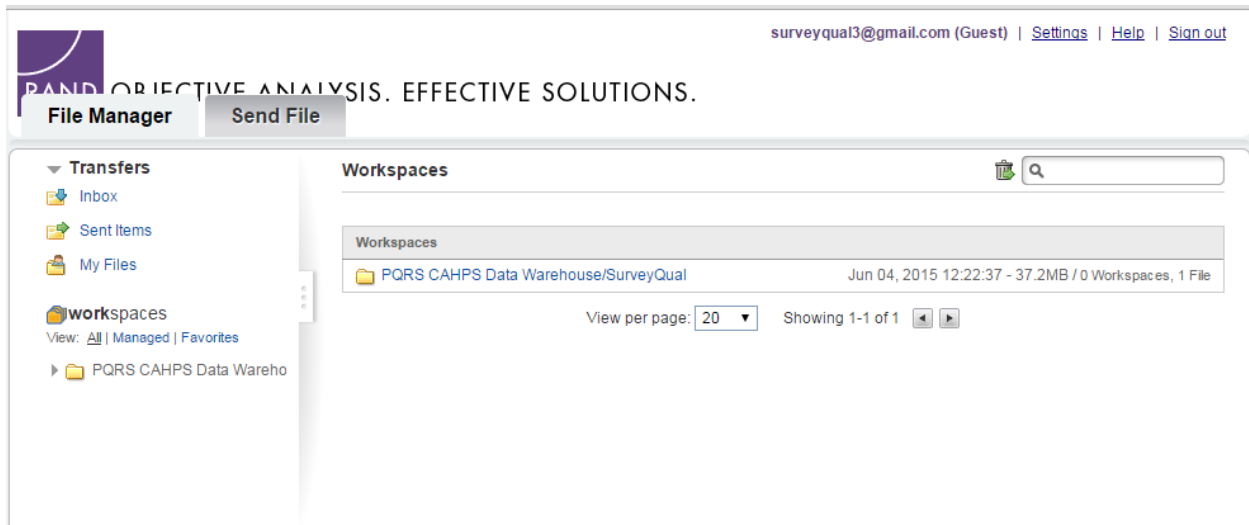 surveyqual3@gmail.com (Guest) | Settings | Help | Sign out
RAND OBJECTIVE ANALYSIS. EFFECTIVE SOLUTIONS.
File Manager Send File
Transfers
Inbox
Sent Items
My Files
workspaces
View: All | Managed | Favorites
PQRS CAHPS Data Wareho
Workspaces
Workspaces
PQRS CAHPS Data Warehouse/SurveyQual Jun 04, 2015 12:22:37 - 37.2MB / 0 Workspaces, 1 File
View per page: 20 Showing 1-1 of 1